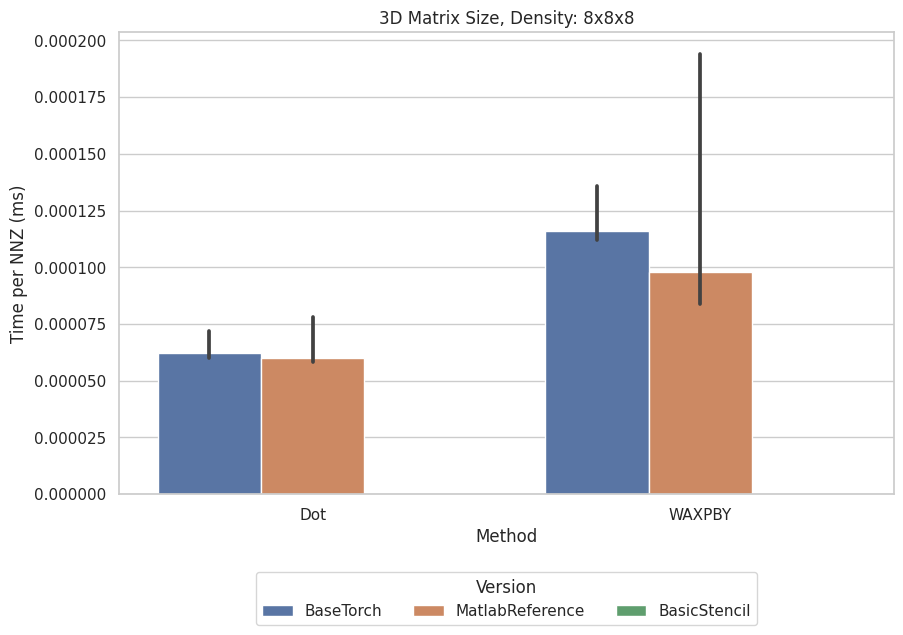 3D Matrix Size, Density: 8x8x8
0.000200
0.000175
0.000150
0.000125
0.000100
0.000075
0.000050
0.000025
0.000000
Time per NNZ (ms)
Dot
WAXPBY
Method
Version
BaseTorch
MatlabReference
BasicStencil